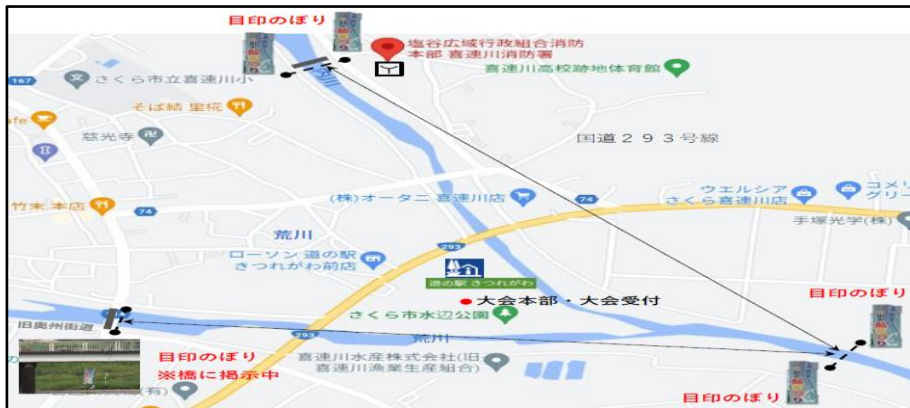 目印のぼり
塩谷広域行政組合消防
本部 喜連川消防署
喜連川高校跡地体育館
167
さくら市立喜連川小
そば結 里桜
国道293号線
慈光寺
竹末 本店
74
(株)オータニ 喜連川店
74
ウエルシア
さくら喜連川店
コメリ
手塚光学(株)
荒川
293
ローソン 道の駅
きつれがわ前店
道の駅 きつれがわ
大会本部・大会受付
さくら市水辺公園
目印のぼり
旧奥州街道
293
荒川
目印のぼり
※橋に掲示中
喜連川水産株式会社(旧
喜連川漁業生産組合)
(有)
目印のぼり